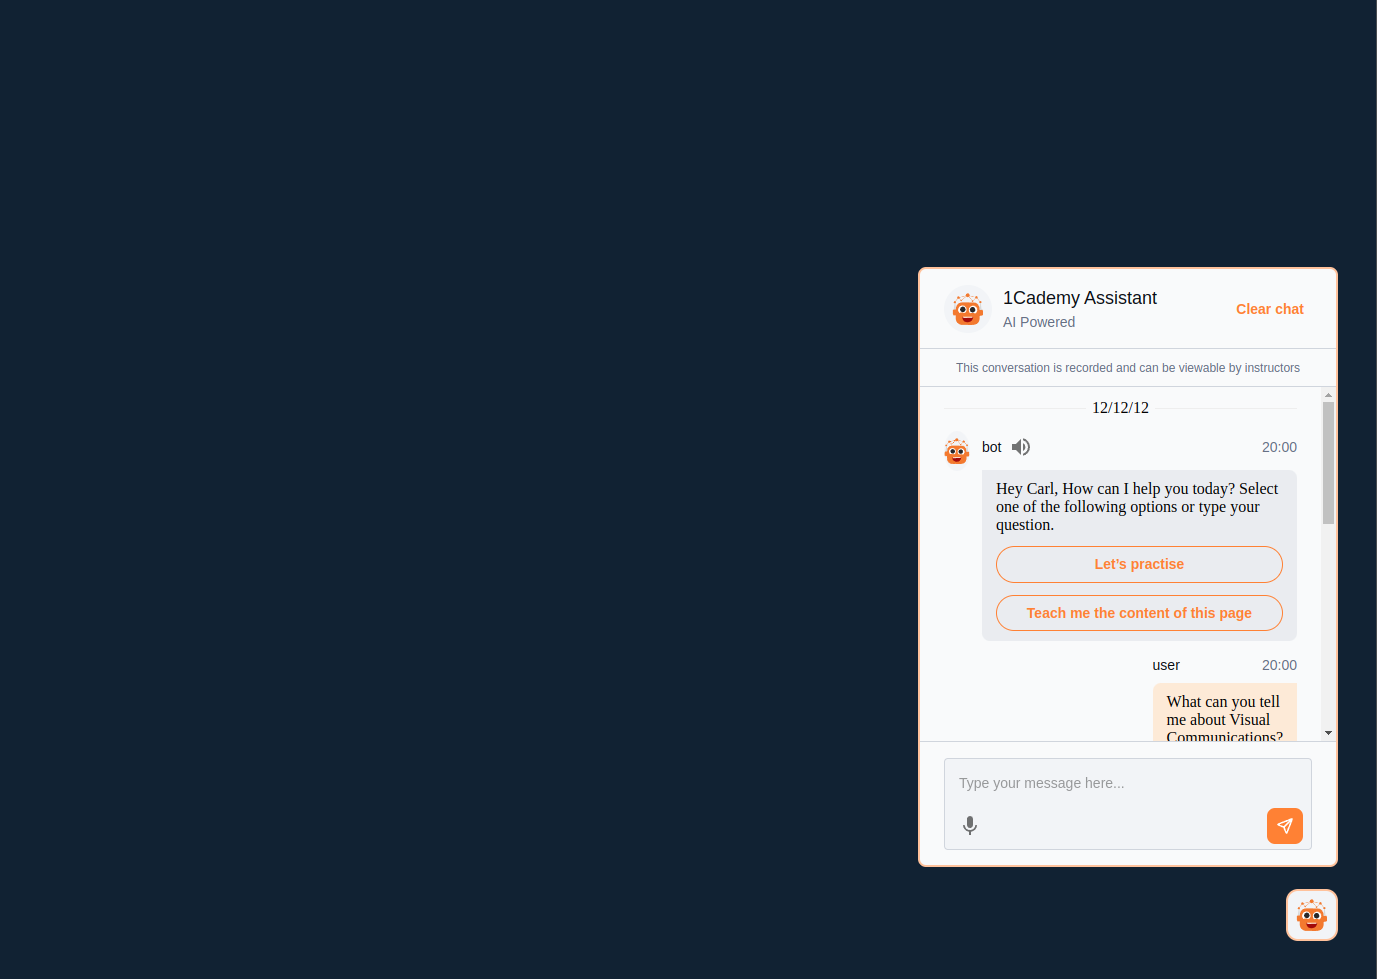 1Cademy Assistant
AI Powered
Clear chat
This conversation is recorded and can be viewable by instructors
12/12/12
bot
20:00
Hey Carl, How can I help you today? Select
one of the following options or type your
question.
Let’s practise
Teach me the content of this page
user
20:00
What can you tell
me about Visual
Communications?
Type your message here...